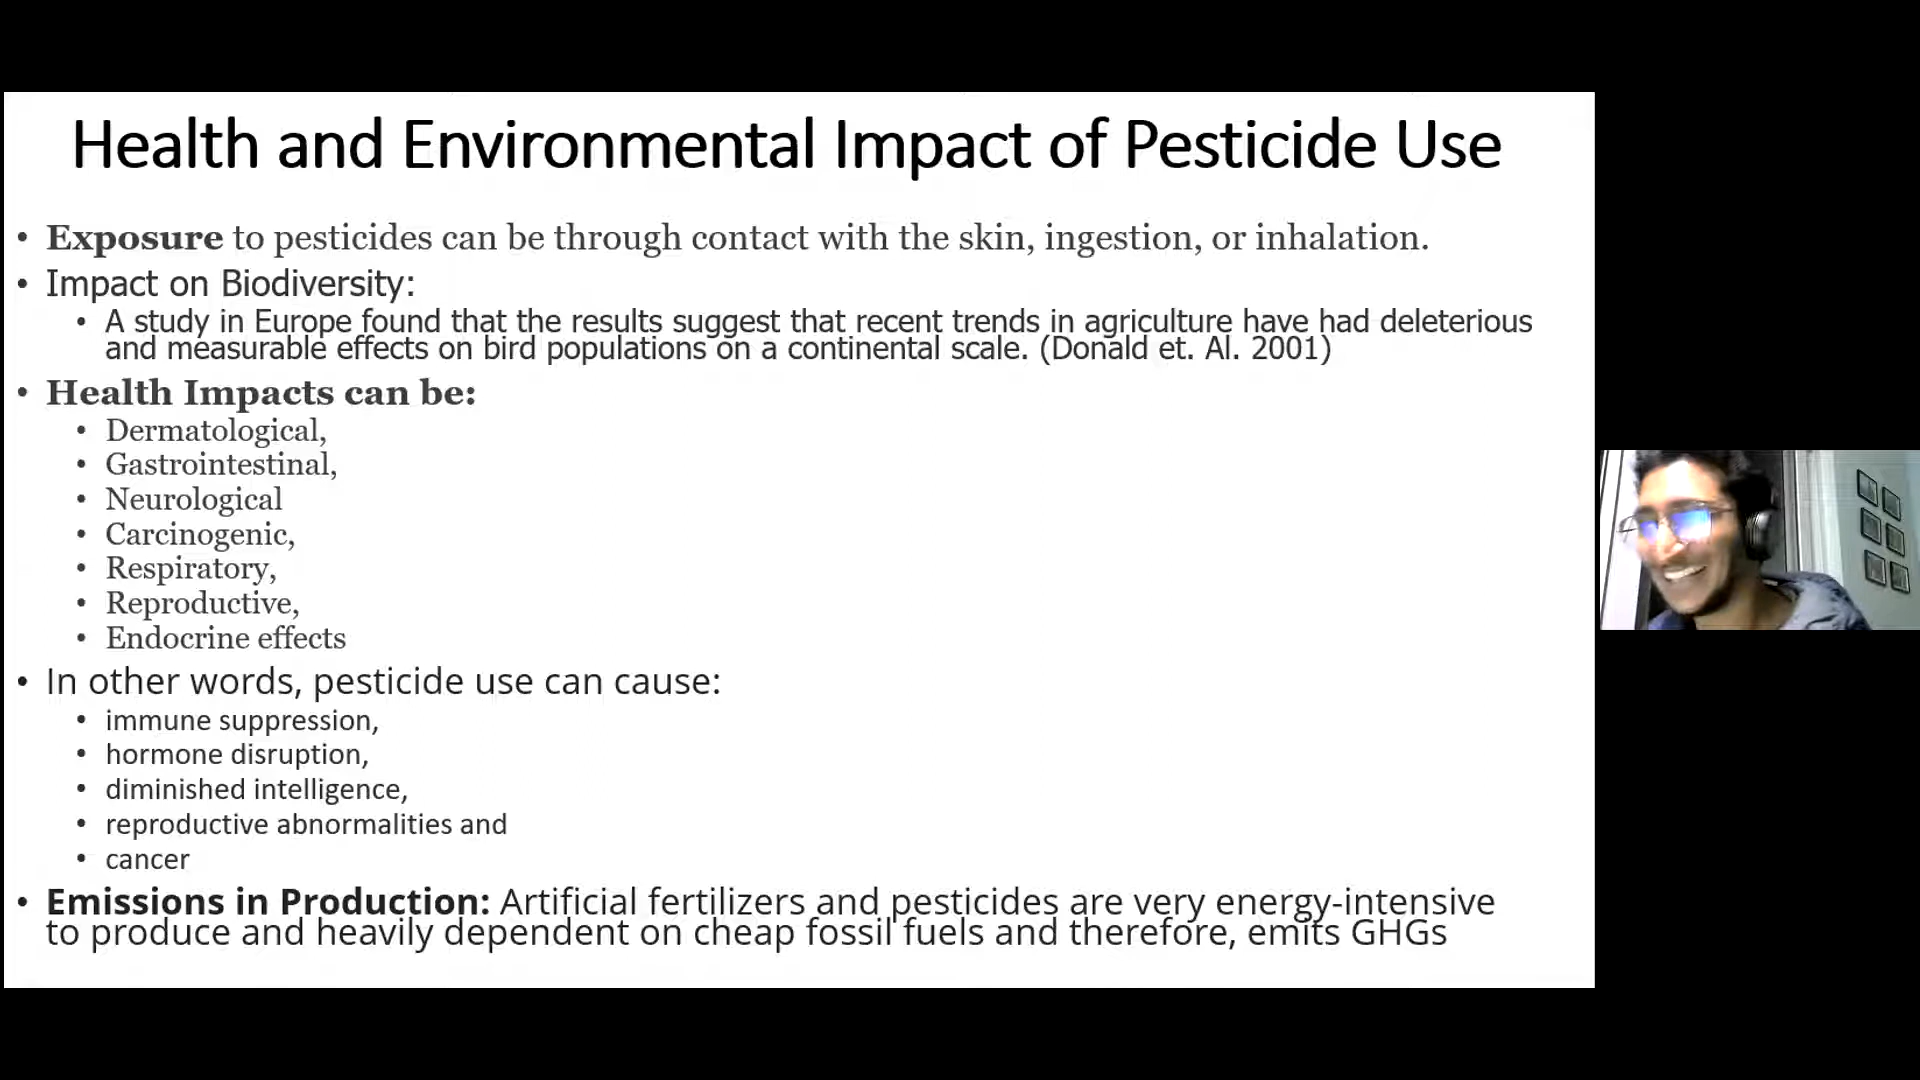 Health and Environmental Impact of Pesticide Use
• Exposure to pesticides can be through contact with the skin, ingestion, or inhalation.
• Impact on Biodiversity:
• A study in Europe found that the results suggest that recent trends in agriculture have had deleterious
and measurable effects on bird populations on a continental scale. (Donald et. Al. 2001)
• Health Impacts can be:
• Dermatological,
• Gastrointestinal,
• Neurological
• Carcinogenic,
• Respiratory,
• Reproductive,
• Endocrine effects
• In other words, pesticide use can cause:
• immune suppression,
• hormone disruption,
• diminished intelligence,
• reproductive abnormalities and
• cancer
• Emissions in Production: Artificial fertilizers and pesticides are very energy-intensive
to produce and heavily dependent on cheap fossil fuels and therefore, emits GHGs